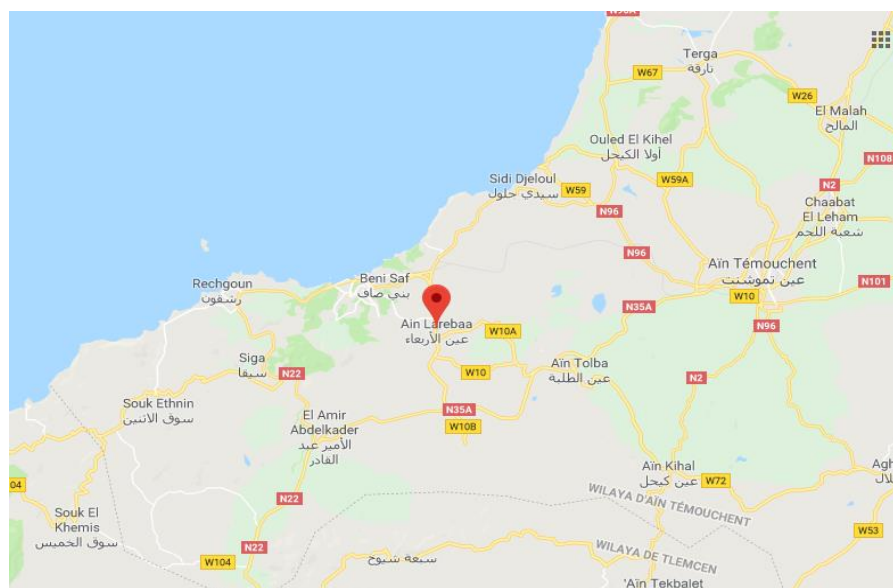 Terga
تارقة
W67
W26
El Malah
المالح
Ouled El Kihel
أولا الكيحل
N108
W59A
N2
Sidi Djeloul
سيدي جلول
W59
N96
Chaabat
El Leham
شعبة اللحم
N96
Aïn Témouchent
عين تموشنت
N101
W10
Rechgoun
رشقون
Beni Saf
بني صاف
N35A
N96
Ain Larebaa
عين الأربعاء
W10A
Siga
سيقا
N22
W10
Aïn Tolba
عين الطلبة
N2
Souk Ethnin
سوق الاثنين
El Amir
Abdelkader
الأمير عبد
القادر
N35A
W10B
Aïn Kihal
عين كيحل
W72
04
N22
WILAYA D'AÏN TÉMOUCHENT
Souk El
Khemis
سوق الخميس
W53
N22
W104
سبعة شيوخ
WILAYA DE TLEMCEN
'Aïn Tekbalet